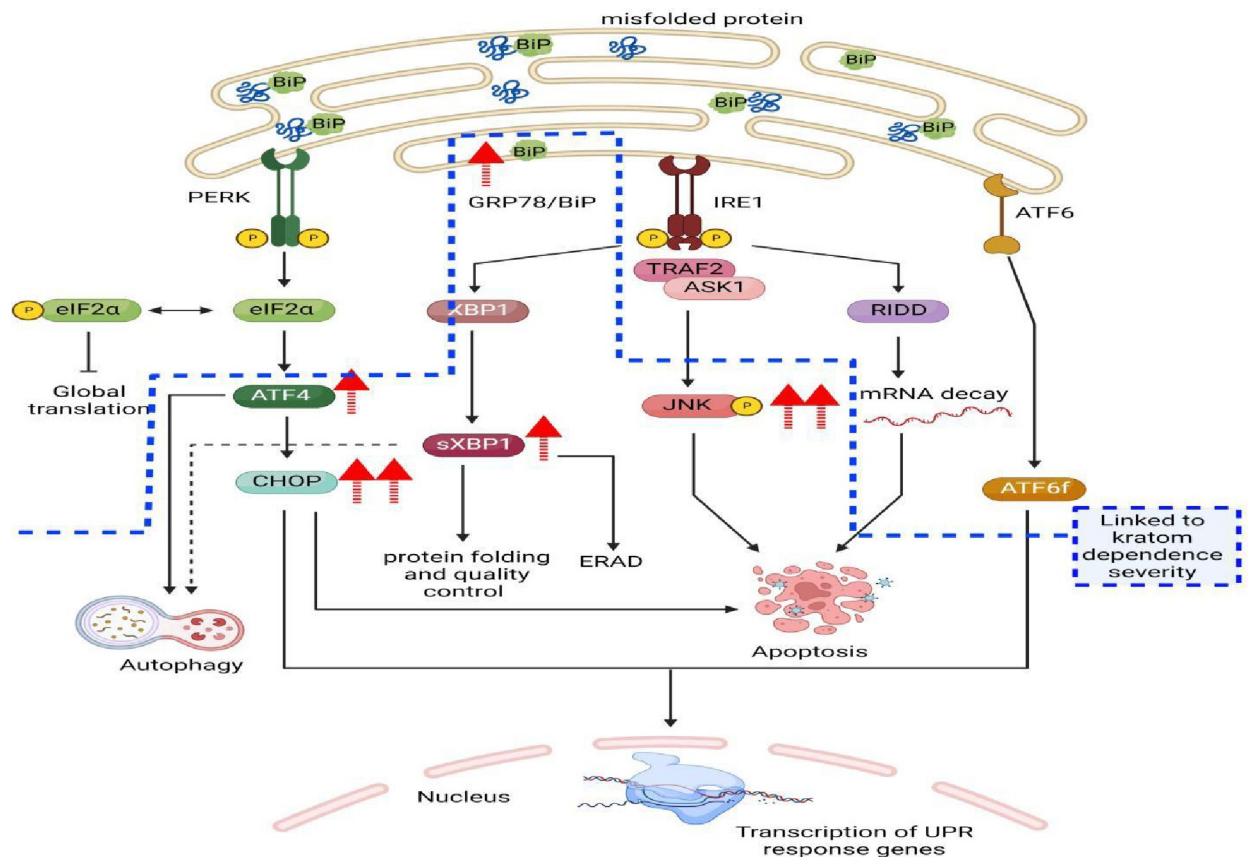 misfolded protein
BiP
BiP
BiP
BiP
BiP
BiP
BiP
PERK
GRP78/BiP
IRE1
ATF6
P
P
P
P
TRAF2
ASK1
P
eIF2α
eIF2α
XBP1
RIDD
Global
translation
ATF4
JNK
P
mRNA decay
sXBP1
CHOP
ATF6f
Linked to
kratom
dependence
severity
protein folding
and quality
control
ERAD
Autophagy
Apoptosis
Nucleus
Transcription of UPR
response genes